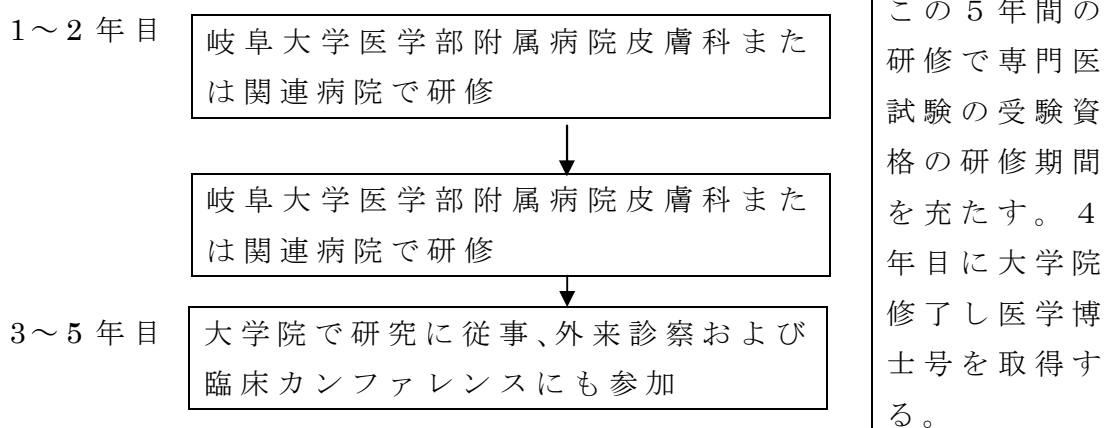 1～2 年目
岐阜大学医学部附属病院皮膚科また
は関連病院で研修
岐阜大学医学部附属病院皮膚科また
は関連病院で研修
3～5 年目
大学院で研究に従事、外来診察および
臨床カンファレンスにも参加
この5年間の
研修で専門医
試験の受験資
格の研修期間
を充たす。4
年目に大学院
修了し医学博
士号を取得す
る。